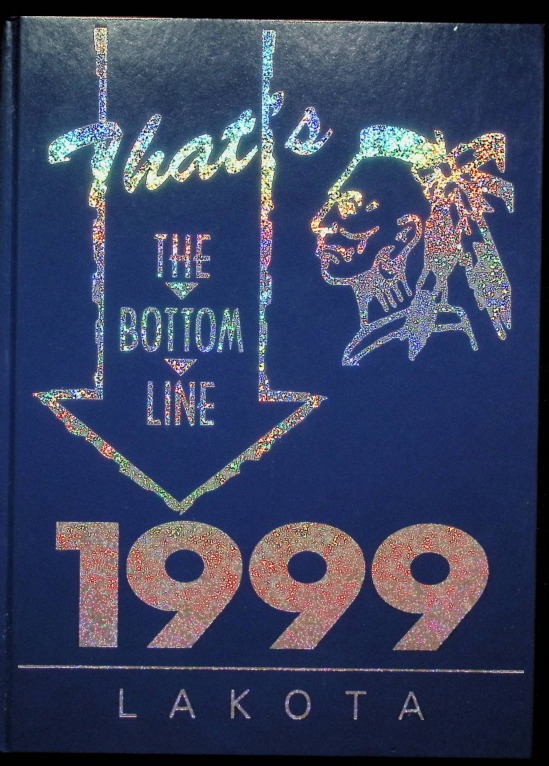 That's
THE
BOTTOM
LINE
1999
LAKOTA